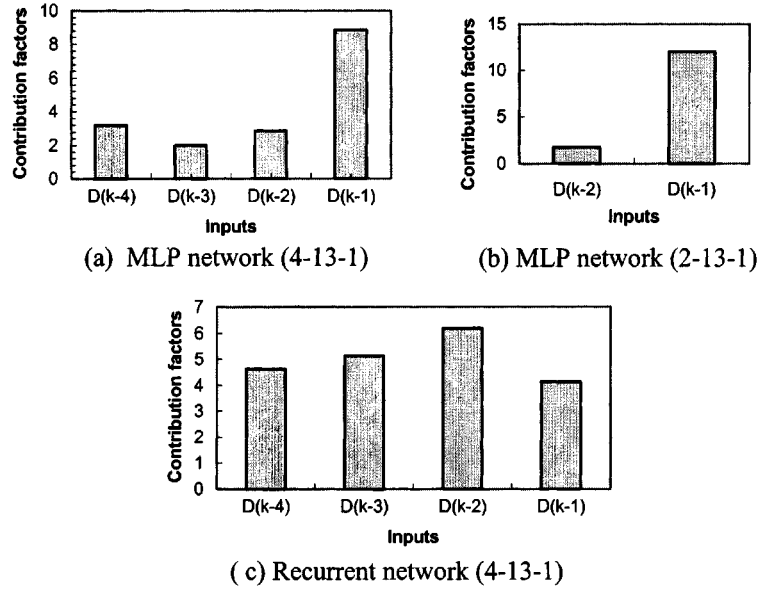 Contribution factors
10
8
6
4
2
0
D(k-4) D(k-3) D(k-2) D(k-1)
Inputs
(a) MLP network (4-13-1)
Contribution factors
15
10
5
0
D(k-2) D(k-1)
Inputs
(b) MLP network (2-13-1)
Contribution factors
7
6
5
4
3
2
1
0
D(k-4) D(k-3) D(k-2) D(k-1)
Inputs
( c) Recurrent network (4-13-1)